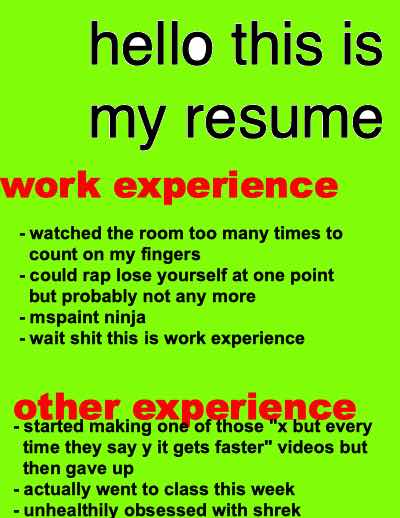 hello this is
my resume
work experience
- watched the room too many times to
count on my fingers
- could rap lose yourself at one point
but probably not any more
- mspaint ninja
- wait shit this is work experience
other experience
- started making one of those "x but every
time they say y it gets faster" videos but
then gave up
- actually went to class this week
- unhealthily obsessed with shrek